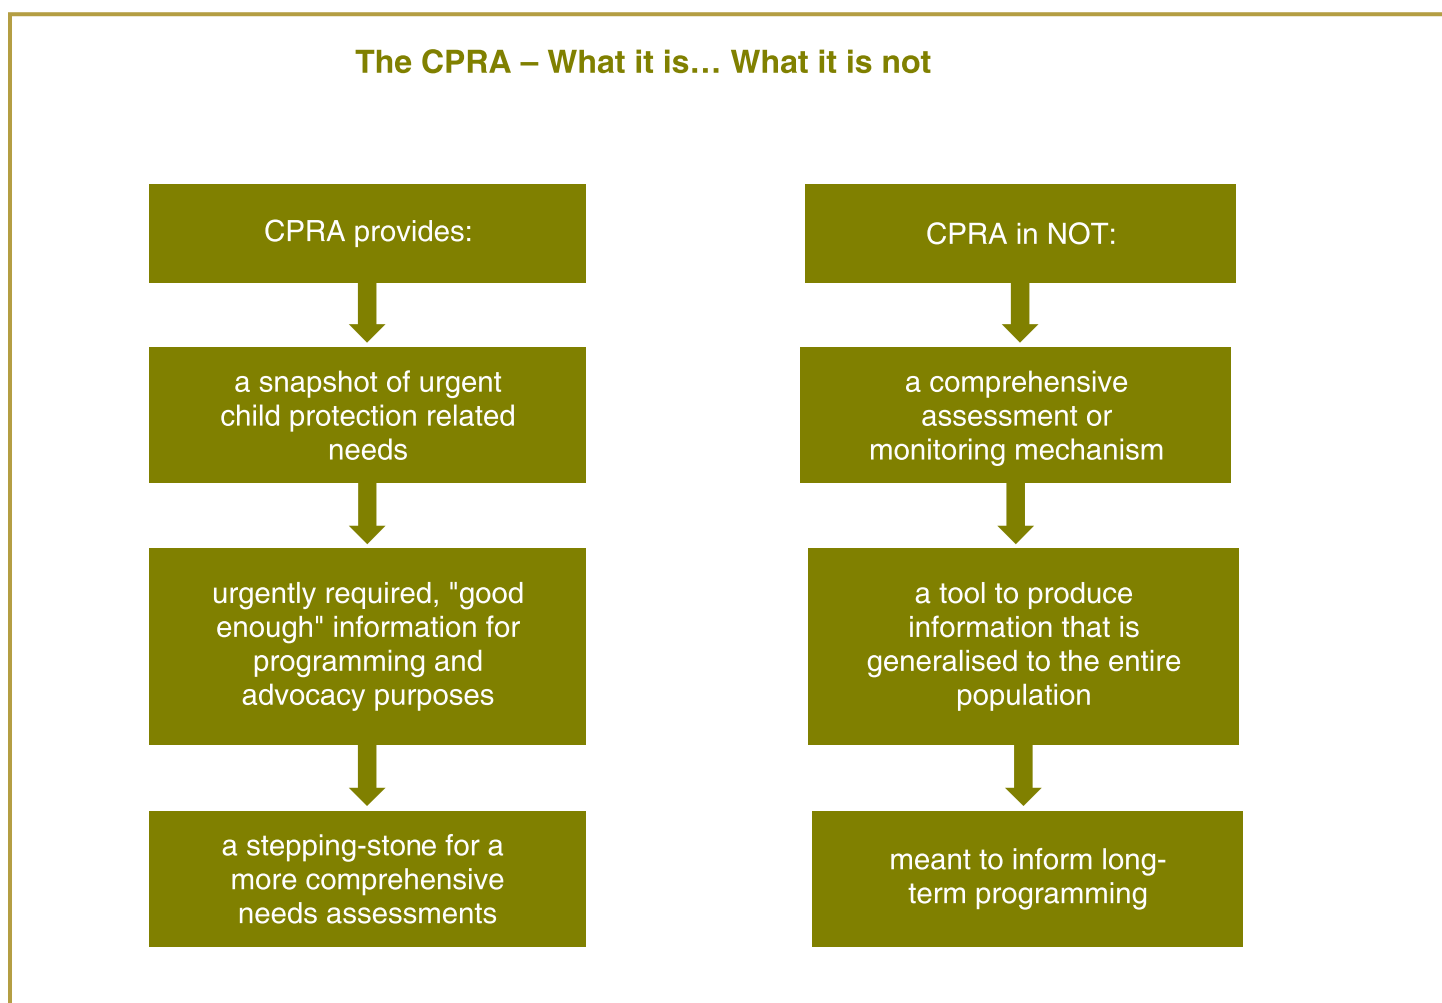 The CPRA – What it is… What it is not
CPRA provides:
a snapshot of urgent
child protection related
needs
urgently required, "good
enough" information for
programming and
advocacy purposes
a stepping-stone for a
more comprehensive
needs assessments
CPRA in NOT:
a comprehensive
assessment or
monitoring mechanism
a tool to produce
information that is
generalised to the entire
population
meant to inform long-
term programming